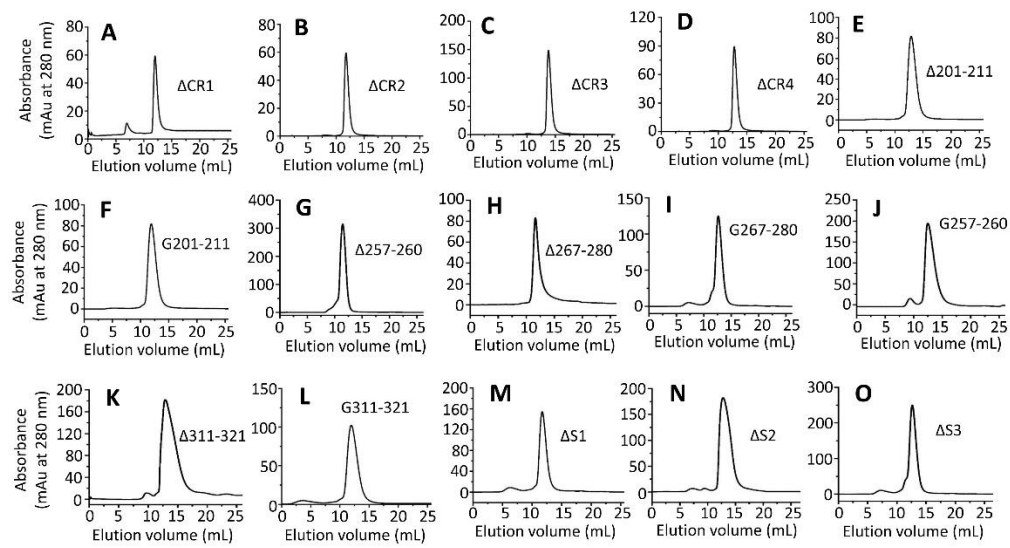 A
B
C
D
E
Absorbance
(mAu at 280 nm)
80
60
40
20
0
ΔCR1
80
60
40
20
0
ΔCR2
200
150
100
50
0
ΔCR3
120
90
60
30
0
ΔCR4
100
80
60
40
20
0
Δ201-211
0 5 10 15 20 25
0 5 10 15 20 25
0 5 10 15 20 25
0 5 10 15 20 25
0 5 10 15 20 25
Elution volume (mL)
Elution volume (mL)
Elution volume (mL)
Elution volume (mL)
Elution volume (mL)
F
G
H
I
J
Absorbance
(mAu at 280 nm)
100
80
60
40
20
0
G201-211
400
300
200
100
0
Δ257-260
100
80
60
40
20
0
Δ267-280
150
100
50
0
G267-280
250
200
150
100
50
0
G257-260
0 5 10 15 20 25
0 5 10 15 20 25
0 5 10 15 20 25
0 5 10 15 20 25
0 5 10 15 20 25
Elution volume (mL)
Elution volume (mL)
Elution volume (mL)
Elution volume (mL)
Elution volume (mL)
K
L
M
N
O
Absorbance
(mAu at 280 nm)
200
160
120
80
40
0
Δ311-321
150
100
50
0
G311-321
200
160
120
80
40
0
ΔS1
200
150
100
50
0
ΔS2
300
200
100
0
ΔS3
0 5 10 15 20 25
0 5 10 15 20 25
0 5 10 15 20 25
0 5 10 15 20 25
0 5 10 15 20 25
Elution volume (mL)
Elution volume (mL)
Elution volume (mL)
Elution volume (mL)
Elution volume (mL)